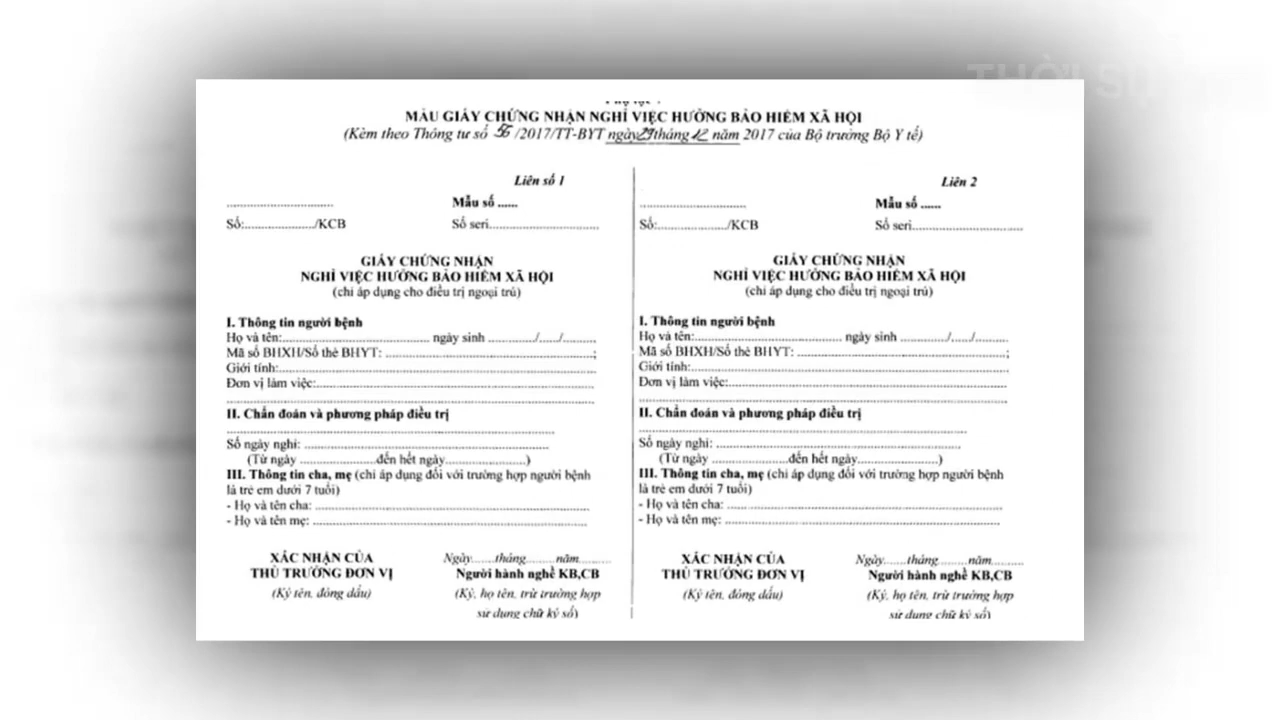 THỜI SỰ
MẪU GIẤY CHỨNG NHẬN NGHỈ VIỆC HƯỞNG BẢO HIỂM XÃ HỘI
(Kèm theo Thông tư số 56 /2017/TT-BYT ngày 29 tháng 12 năm 2017 của Bộ trưởng Bộ Y tế)
Liên số 1
.................................. Mẫu số ......
Số:......................./KCB Số seri...................................
GIẤY CHỨNG NHẬN
NGHỈ VIỆC HƯỞNG BẢO HIỂM XÃ HỘI
(chỉ áp dụng cho điều trị ngoại trú)
I. Thông tin người bệnh
Họ và tên:............................................... ngày sinh .............../......./..........
Mã số BHXH/Số thẻ BHYT: ..................................................................;
Giới tính:.....................................................................................................
Đơn vị làm việc:.........................................................................................
.....................................................................................................................
II. Chẩn đoán và phương pháp điều trị
.........................................................................................................
Số ngày nghỉ: ..............................................................................
(Từ ngày .........................đến hết ngày..........................)
III. Thông tin cha, mẹ (chỉ áp dụng đối với trường hợp người bệnh
là trẻ em dưới 7 tuổi)
- Họ và tên cha: ........................................................................................
- Họ và tên mẹ: ........................................................................................
XÁC NHẬN CỦA
THỦ TRƯỞNG ĐƠN VỊ
(Ký tên, đóng dấu)
Ngày........tháng.........năm..........
Người hành nghề KB,CB
(Ký, họ tên, trừ trường hợp
sử dụng chữ ký số)
Liên 2
.................................. Mẫu số ......
Số:......................./KCB Số seri...................................
GIẤY CHỨNG NHẬN
NGHỈ VIỆC HƯỞNG BẢO HIỂM XÃ HỘI
(chỉ áp dụng cho điều trị ngoại trú)
I. Thông tin người bệnh
Họ và tên:............................................... ngày sinh .............../......./..........
Mã số BHXH/Số thẻ BHYT: ..................................................................;
Giới tính:.....................................................................................................
Đơn vị làm việc:.........................................................................................
.....................................................................................................................
II. Chẩn đoán và phương pháp điều trị
.........................................................................................................
Số ngày nghỉ: ..............................................................................
(Từ ngày .........................đến hết ngày..........................)
III. Thông tin cha, mẹ (chỉ áp dụng đối với trường hợp người bệnh
là trẻ em dưới 7 tuổi)
- Họ và tên cha: ........................................................................................
- Họ và tên mẹ: ........................................................................................
XÁC NHẬN CỦA
THỦ TRƯỞNG ĐƠN VỊ
(Ký tên, đóng dấu)
Ngày........tháng.........năm..........
Người hành nghề KB,CB
(Ký, họ tên, trừ trường hợp
sử dụng chữ ký số)